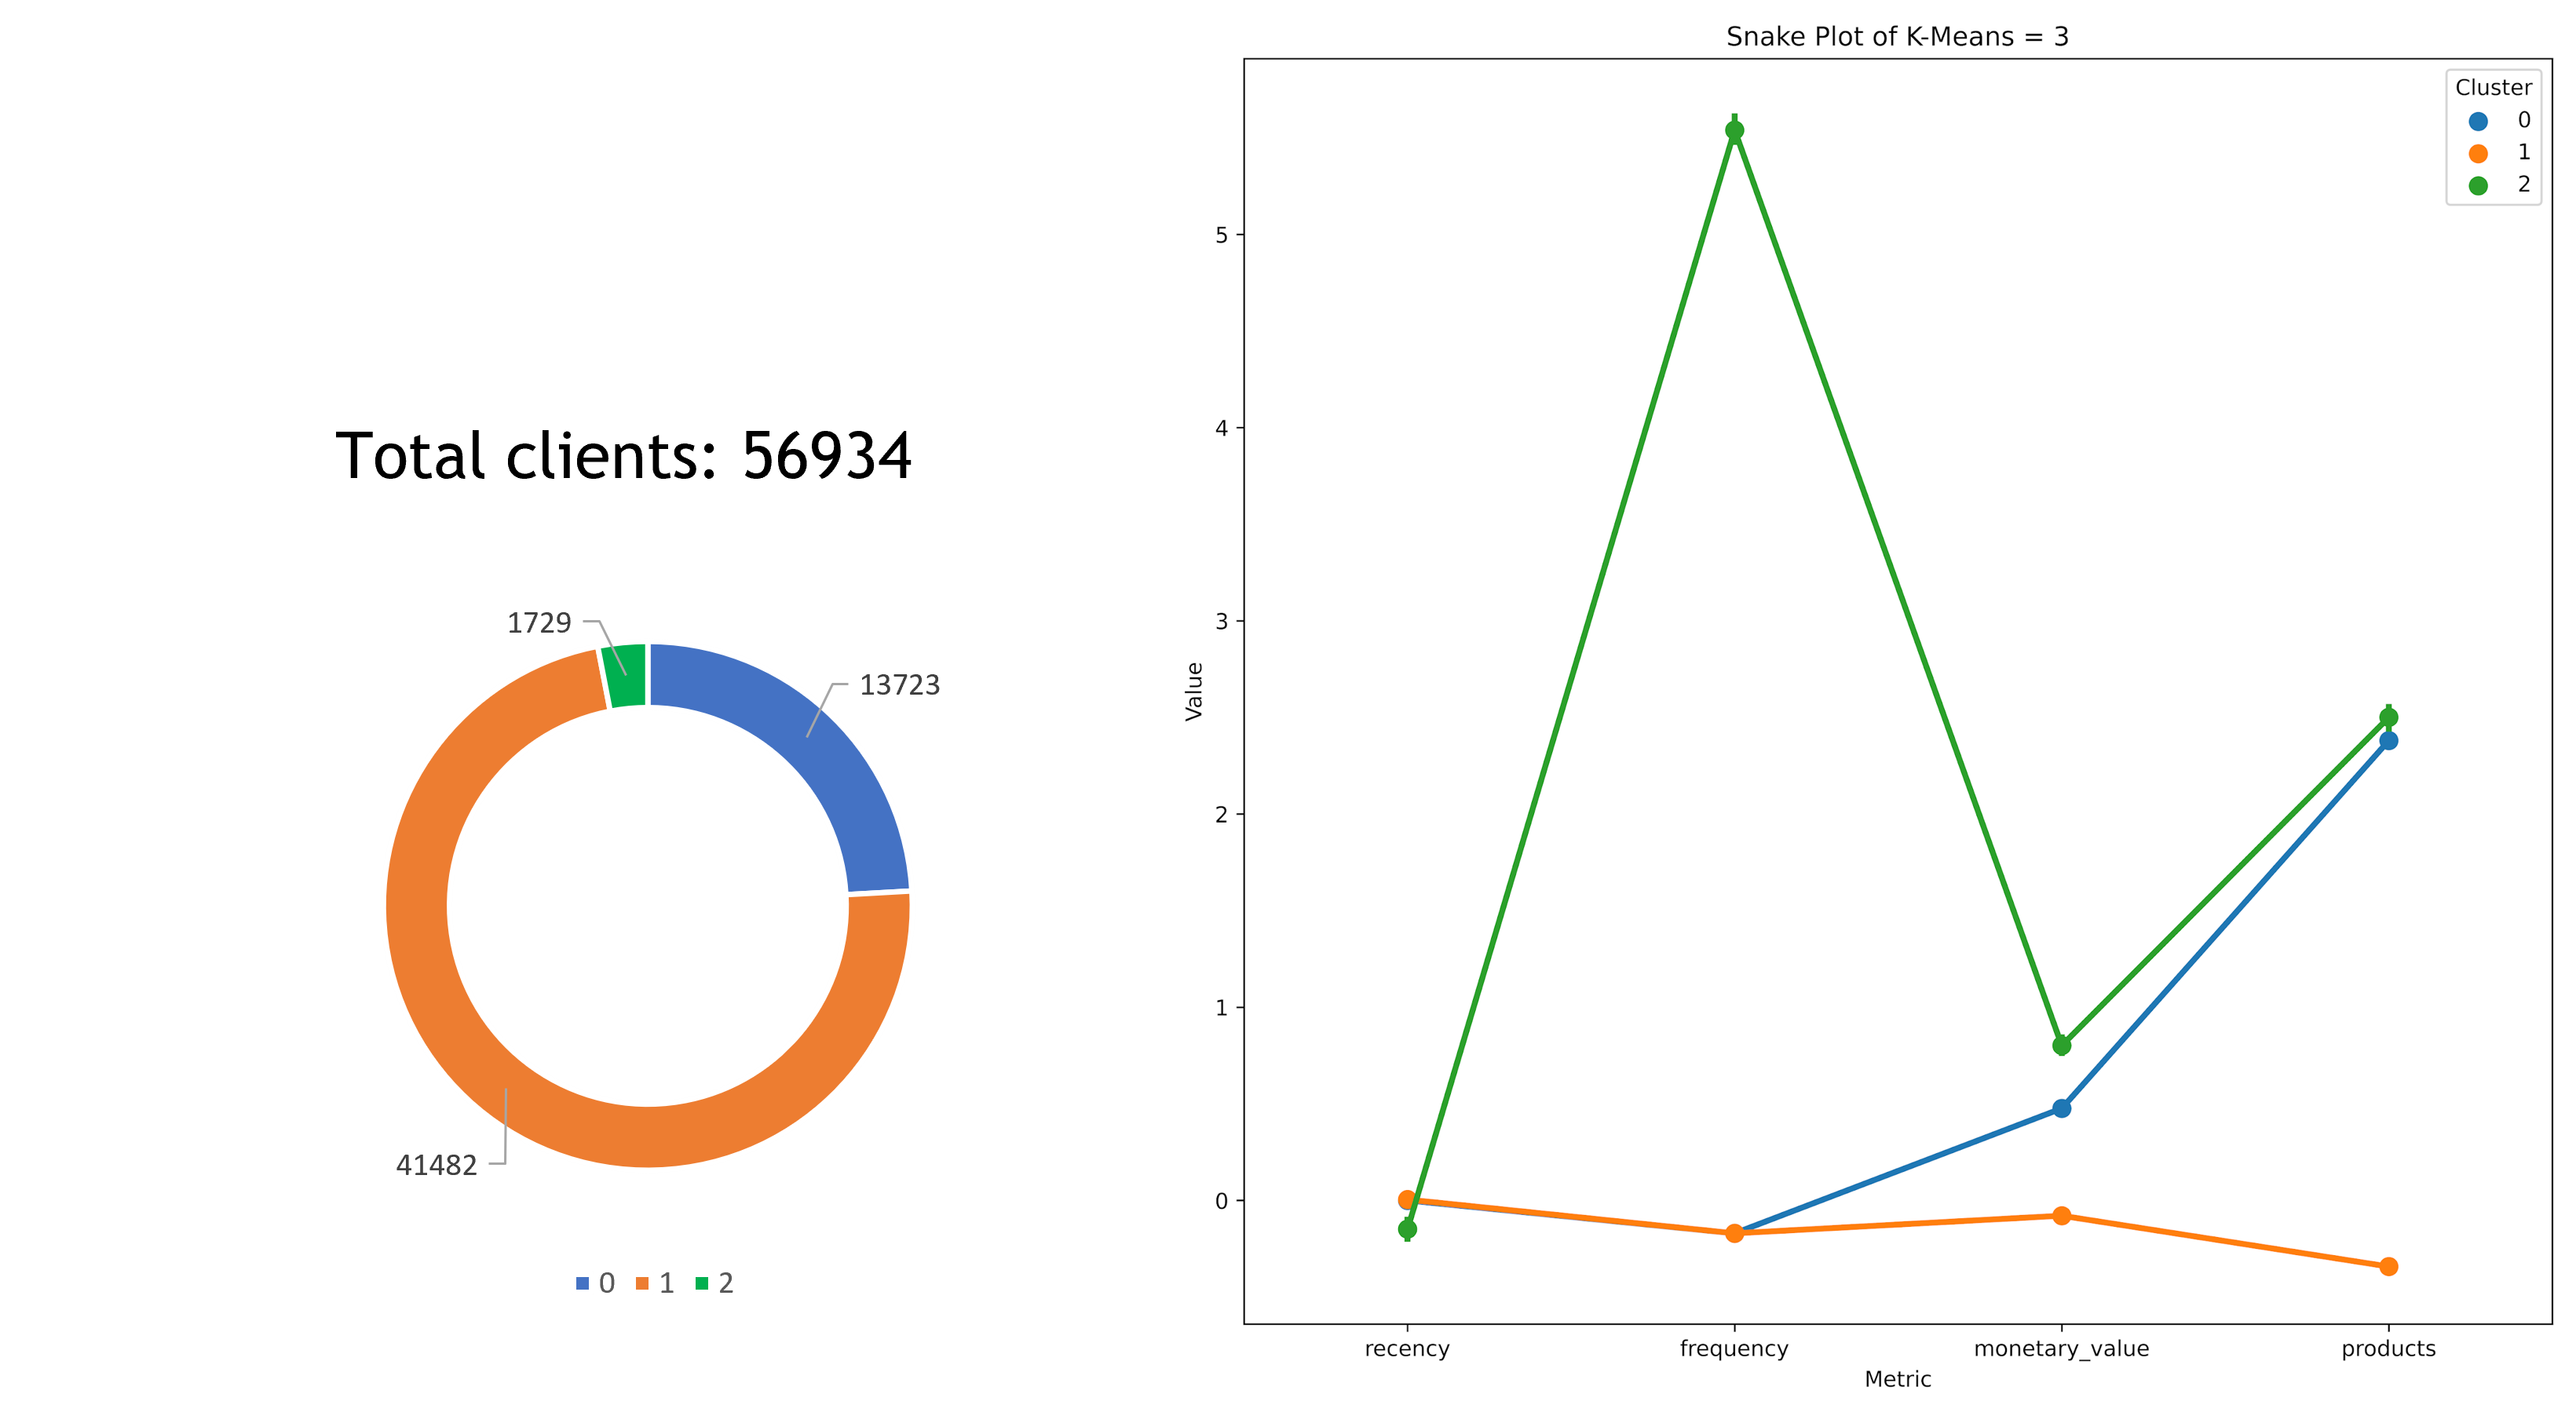 Total clients: 56934
1729
13723
41482
0 1 2
Snake Plot of K-Means = 3
Cluster
0
1
2
5
4
3
2
1
0
Value
recency frequency monetary_value products
Metric